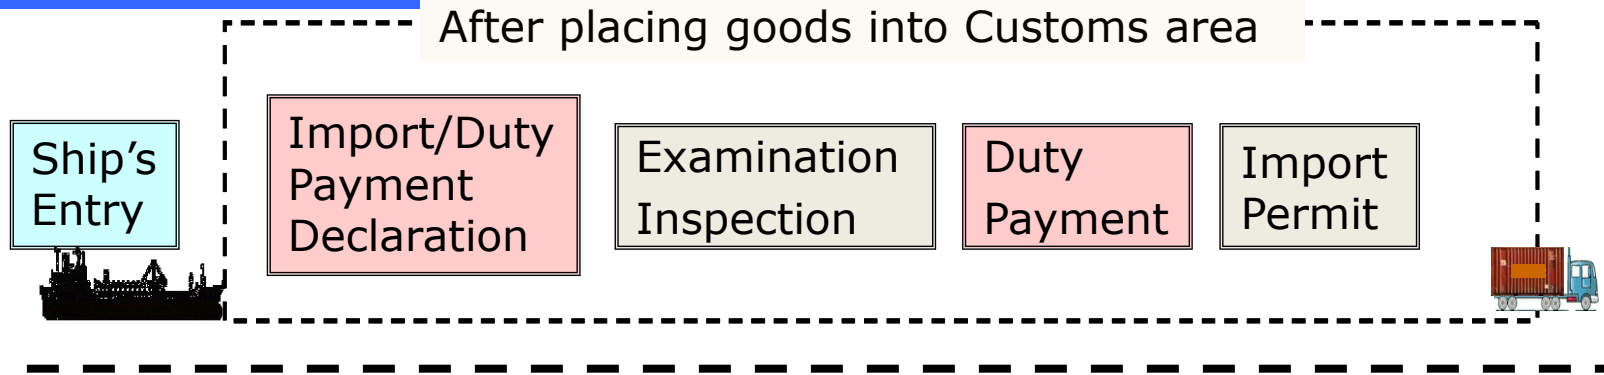 After placing goods into Customs area
Ship’s
Entry
Import/Duty
Payment
Declaration
Examination
Inspection
Duty
Payment
Import
Permit